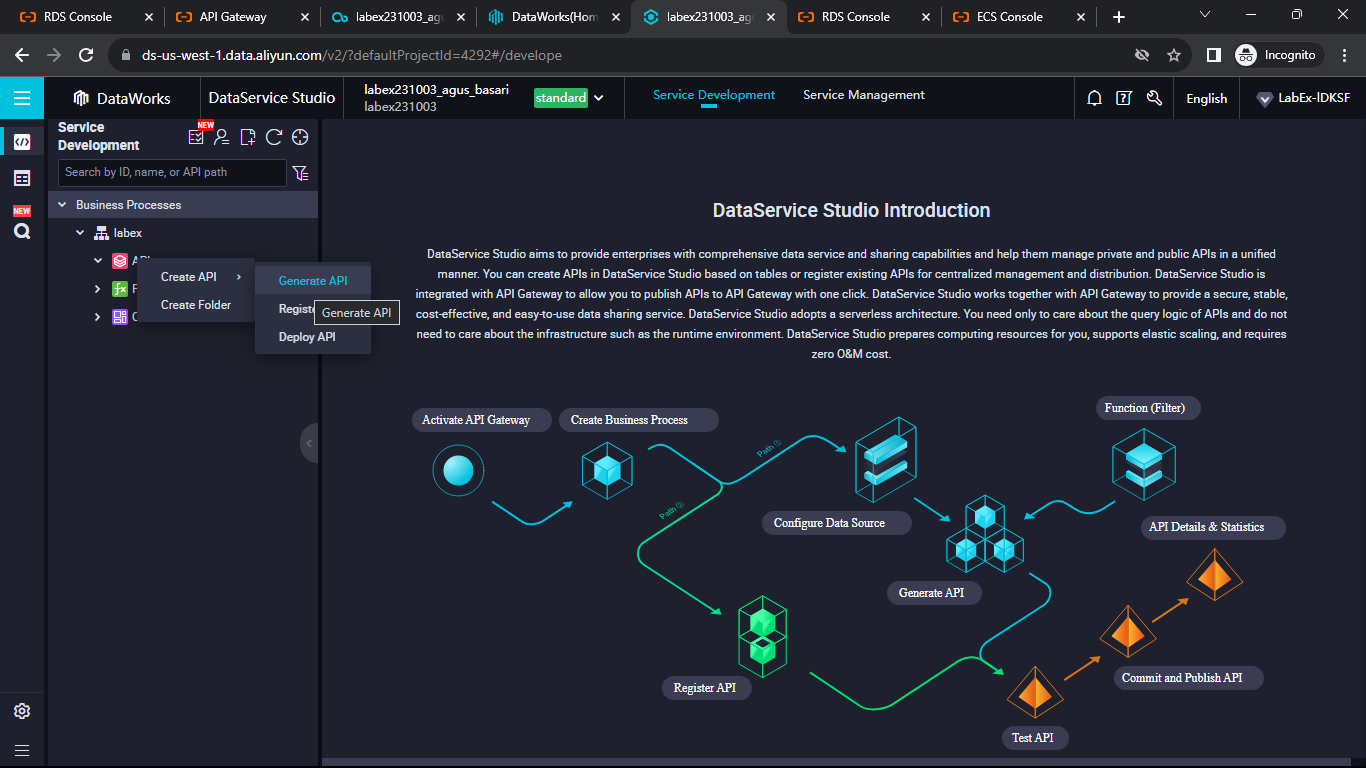 RDS Console
API Gateway
labex231003_agu
DataWorks(Hom
labex231003_ag
RDS Console
ECS Console
ds-us-west-1.data.aliyun.com/v2/?defaultProjectId=4292#/develope
Incognito
DataWorks
DataService Studio
labex231003_agus_basari
labex231003
standard
Service Development
Service Management
English
LabEx-lDKSF
Service
Development
NEW
Search by ID, name, or API path
NEW
Business Processes
labex
Create API
Create Folder
Generate API
Registe
Generate API
Deploy API
DataService Studio Introduction
DataService Studio aims to provide enterprises with comprehensive data service and sharing capabilities and help them manage private and public APIs in a unified
manner. You can create APIs in DataService Studio based on tables or register existing APIs for centralized management and distribution. DataService Studio is
integrated with API Gateway to allow you to publish APIs to API Gateway with one click. DataService Studio works together with API Gateway to provide a secure, stable,
cost-effective, and easy-to-use data sharing service. DataService Studio adopts a serverless architecture. You need only to care about the query logic of APIs and do not
need to care about the infrastructure such as the runtime environment. DataService Studio prepares computing resources for you, supports elastic scaling, and requires
zero O&M cost.
Activate API Gateway
Create Business Process
Function (Filter)
Path ①
Path ②
Configure Data Source
API Details & Statistics
Generate API
Register API
Commit and Publish API
Test API